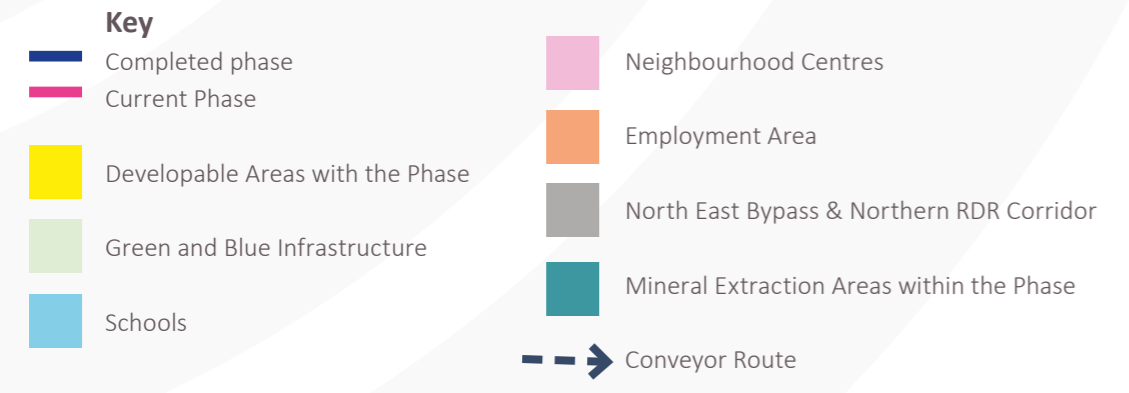 Key
Completed phase
Current Phase
Developable Areas with the Phase
Green and Blue Infrastructure
Schools
Neighbourhood Centres
Employment Area
North East Bypass & Northern RDR Corridor
Mineral Extraction Areas within the Phase
Conveyor Route